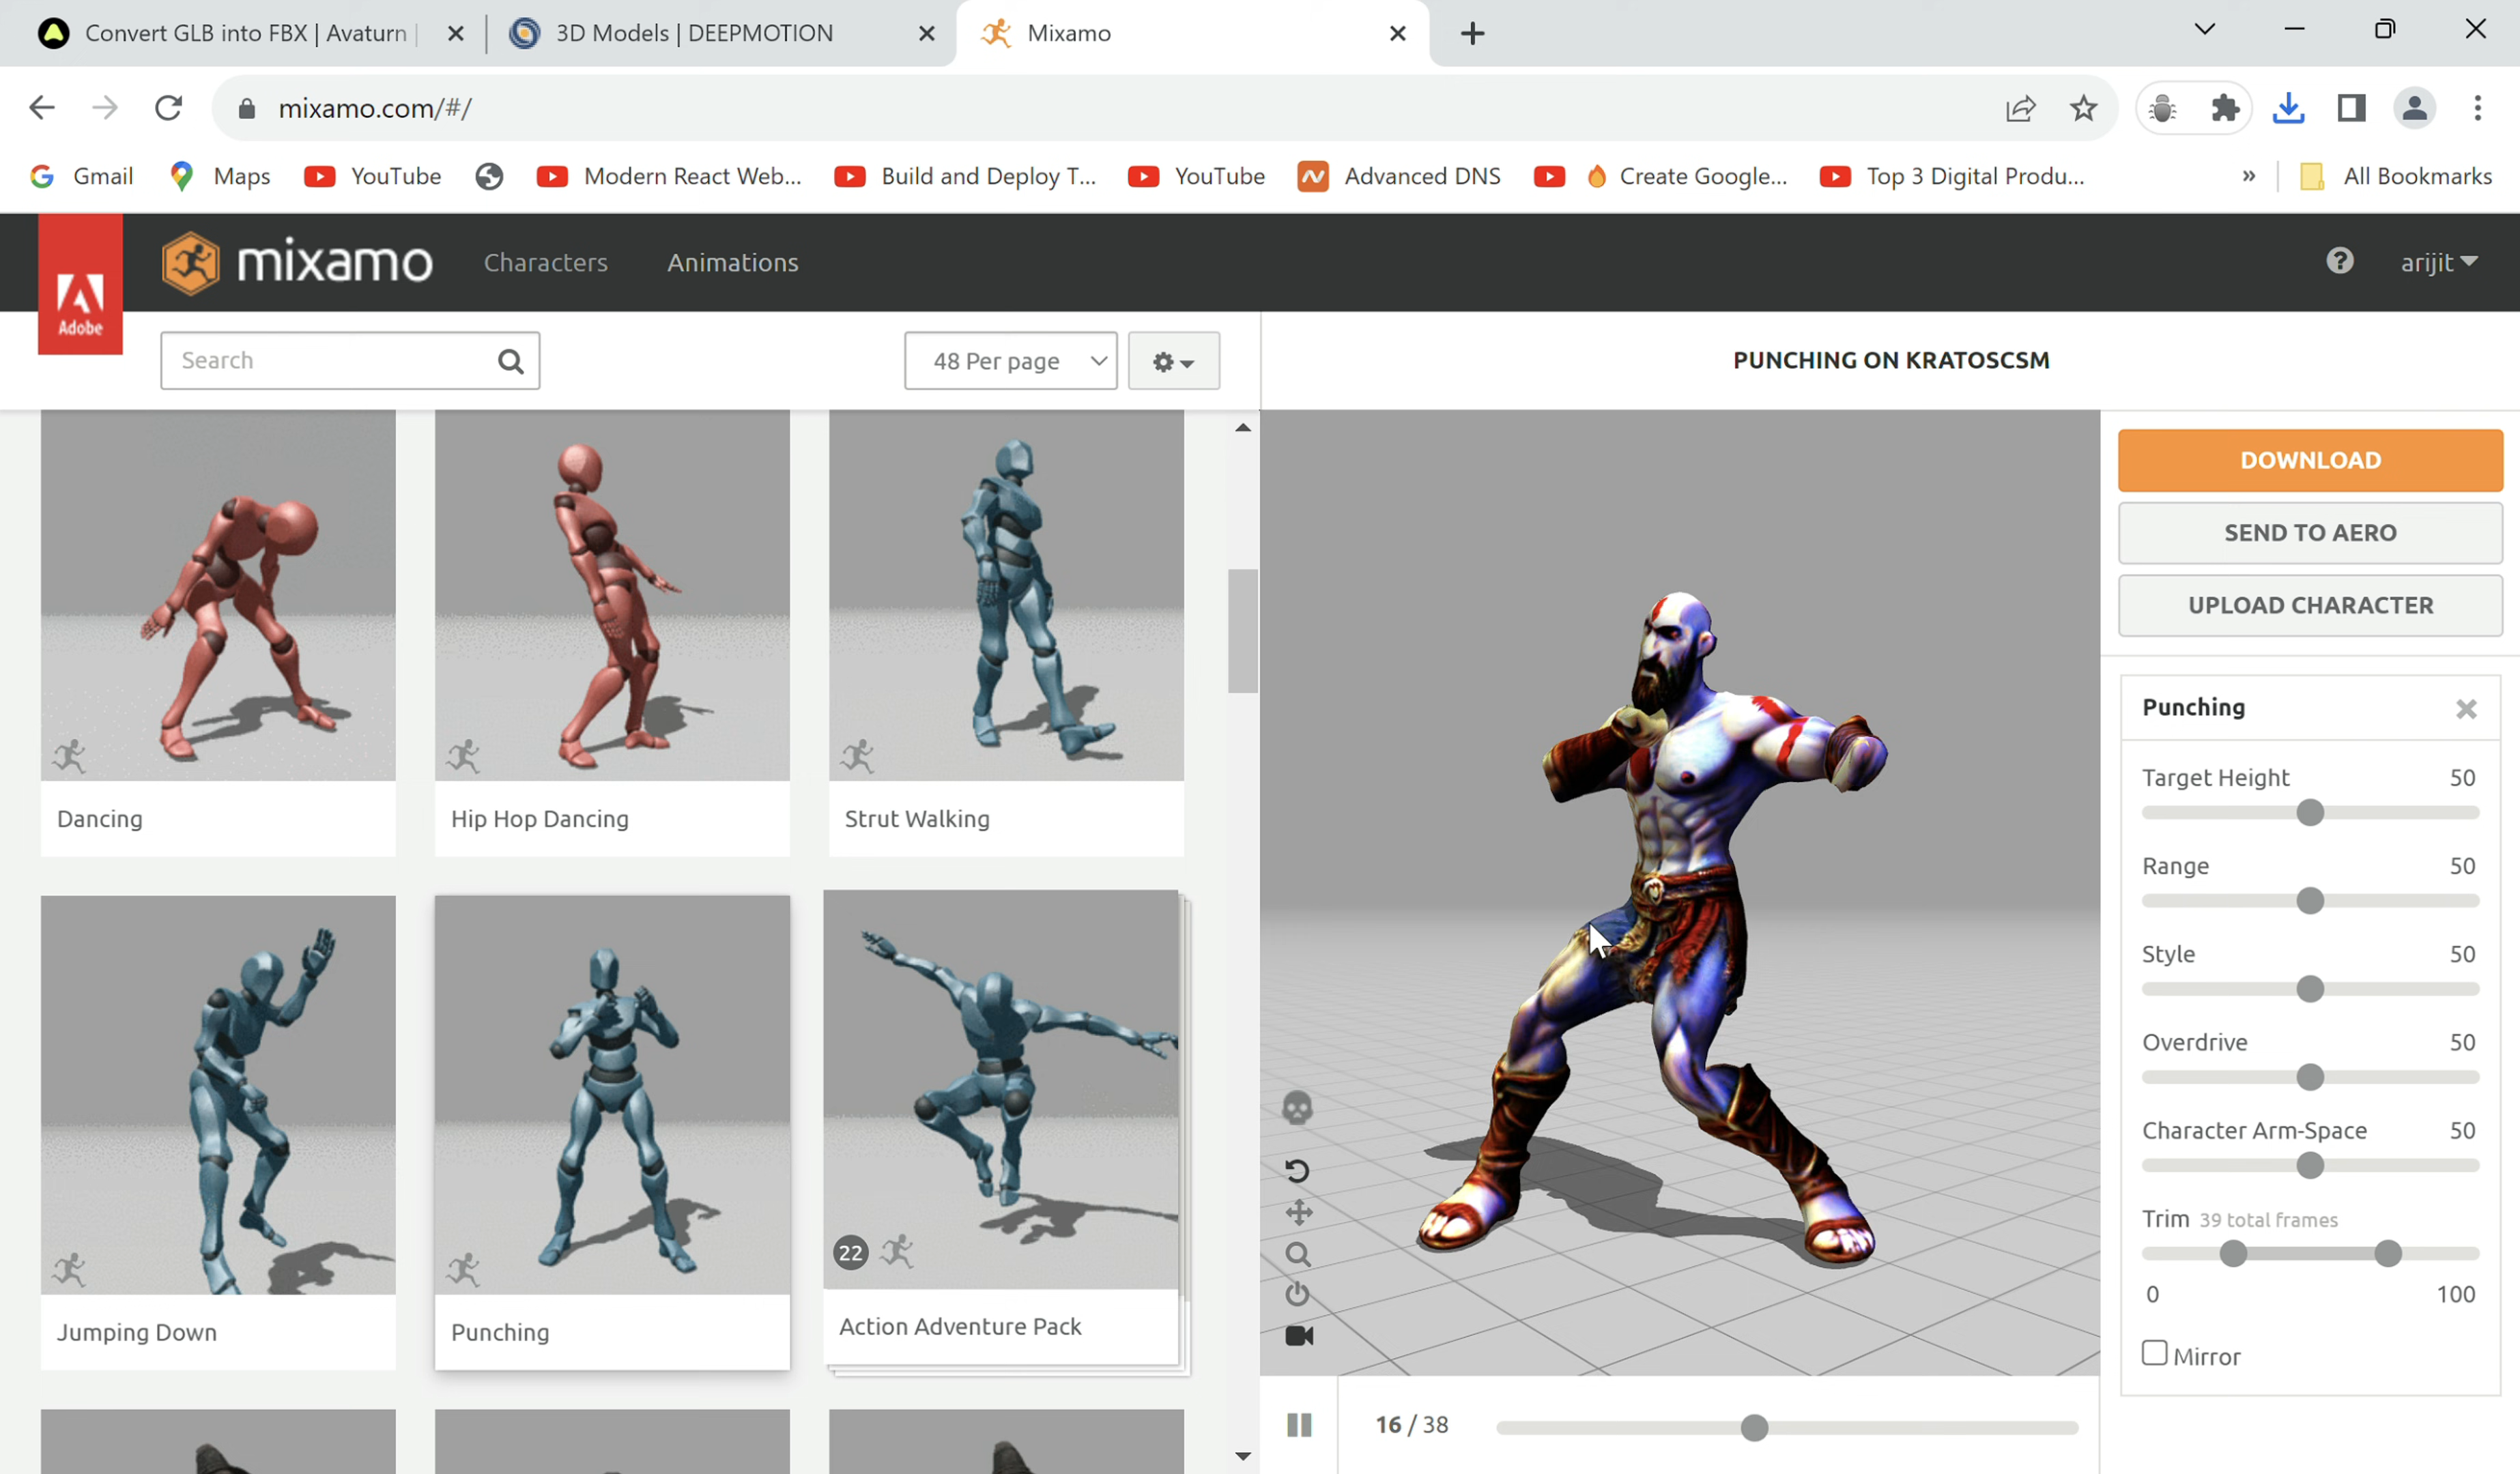 Convert GLB into FBX | Avaturn
3D Models | DEEPMOTION
Mixamo
mixamo.com/#/
Gmail
Maps
YouTube
Modern React Web...
Build and Deploy T...
YouTube
Advanced DNS
Create Google...
Top 3 Digital Produ...
»
All Bookmarks
Adobe
mixamo
Characters
Animations
arijit
Search
48 Per page
PUNCHING ON KRATOSCSM
Dancing
Hip Hop Dancing
Strut Walking
Jumping Down
Punching
22
Action Adventure Pack
16 / 38
DOWNLOAD
SEND TO AERO
UPLOAD CHARACTER
Punching
Target Height 50
Range 50
Style 50
Overdrive 50
Character Arm-Space 50
Trim 39 total frames
0 100
Mirror